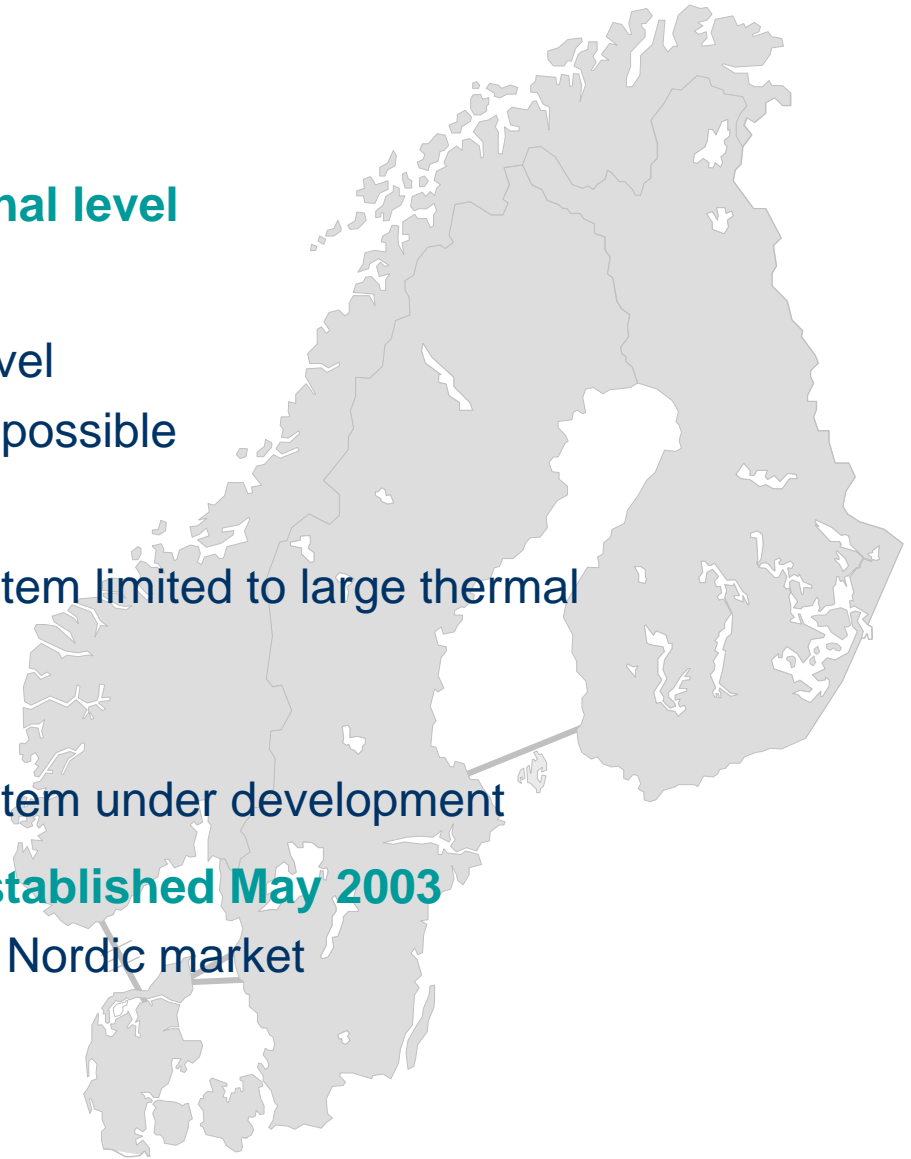 nal level
vel
possible
tem limited to large thermal
tem under development
stablished May 2003
Nordic market